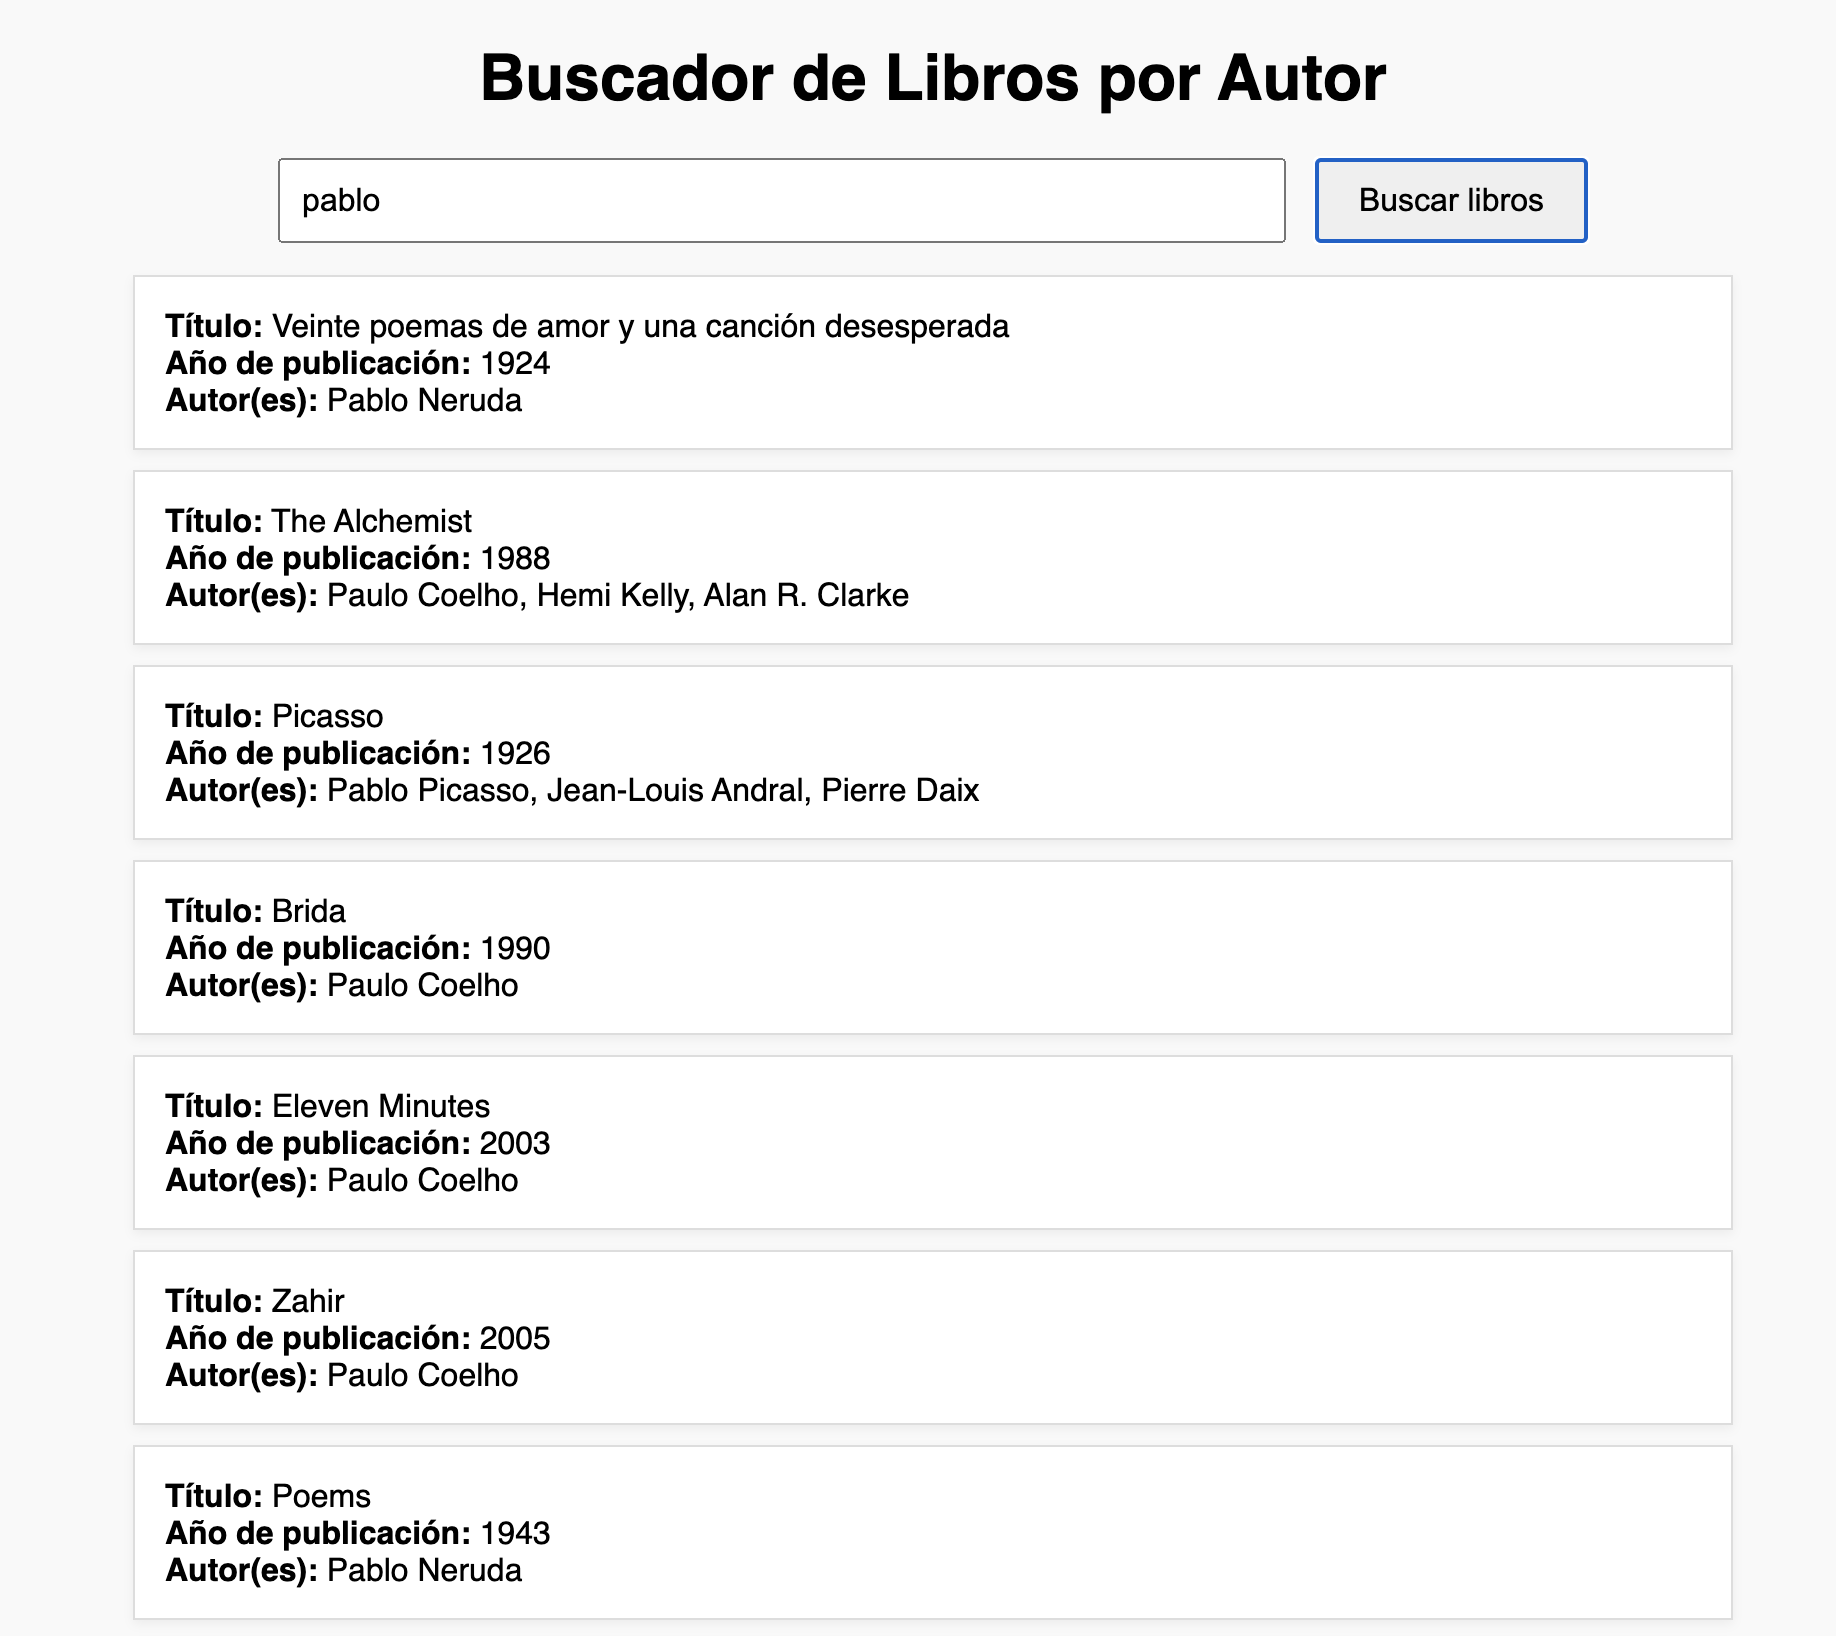 Buscador de Libros por Autor
pablo
Buscar libros
Título: Veinte poemas de amor y una canción desesperada
Año de publicación: 1924
Autor(es): Pablo Neruda
Título: The Alchemist
Año de publicación: 1988
Autor(es): Paulo Coelho, Hemi Kelly, Alan R. Clarke
Título: Picasso
Año de publicación: 1926
Autor(es): Pablo Picasso, Jean-Louis Andral, Pierre Daix
Título: Brida
Año de publicación: 1990
Autor(es): Paulo Coelho
Título: Eleven Minutes
Año de publicación: 2003
Autor(es): Paulo Coelho
Título: Zahir
Año de publicación: 2005
Autor(es): Paulo Coelho
Título: Poems
Año de publicación: 1943
Autor(es): Pablo Neruda